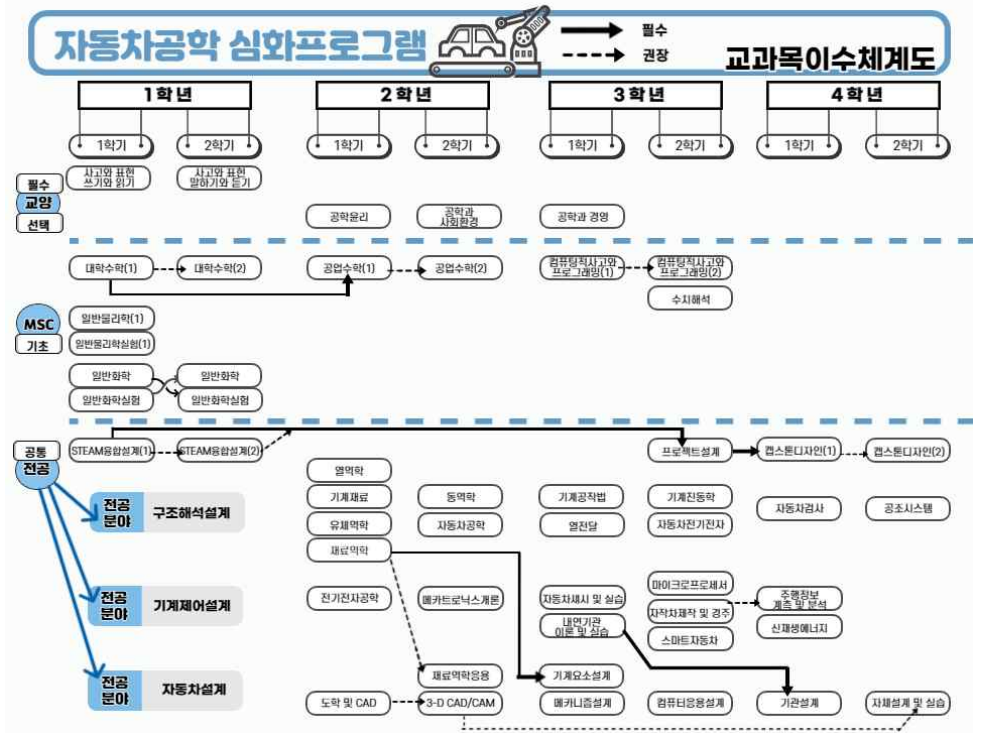 자동차공학 심화프로그램
필수
권장
교과목이수체계도
1학년
2학년
3학년
4학년
1학기
2학기
1학기
2학기
1학기
2학기
1학기
2학기
필수
교양
선택
사고와 표현
쓰기와 읽기
사고와 표현
말하기와 듣기
공학윤리
공학과
사회환경
공학과 경영
대학수학(1)
대학수학(2)
공업수학(1)
공업수학(2)
컴퓨팅적사고와
프로그래밍(1)
컴퓨팅적사고와
프로그래밍(2)
수치해석
MSC
기초
일반물리학(1)
일반물리학실험(1)
일반화학
일반화학
일반화학실험
일반화학실험
공통
전공
STEAM융합설계(1)
STEAM융합설계(2)
프로젝트설계
캡스톤디자인(1)
캡스톤디자인(2)
전공
분야
구조해석설계
열역학
기계재료
동역학
기계공작법
기계진동학
자동차검사
공조시스템
유체역학
자동차공학
열전달
자동차전기전자
재료역학
전공
분야
기계제어설계
전기전자공학
메카트로닉스개론
자동차섀시 및 실습
마이크로프로세서
주행정보
계측 및 분석
내연기관
이론 및 실습
자작차제작 및 경주
신재생에너지
스마트자동차
전공
분야
자동차설계
재료역학응용
기계요소설계
도학 및 CAD
3-D CAD/CAM
메카니즘설계
컴퓨터응용설계
기관설계
차체설계 및 실습